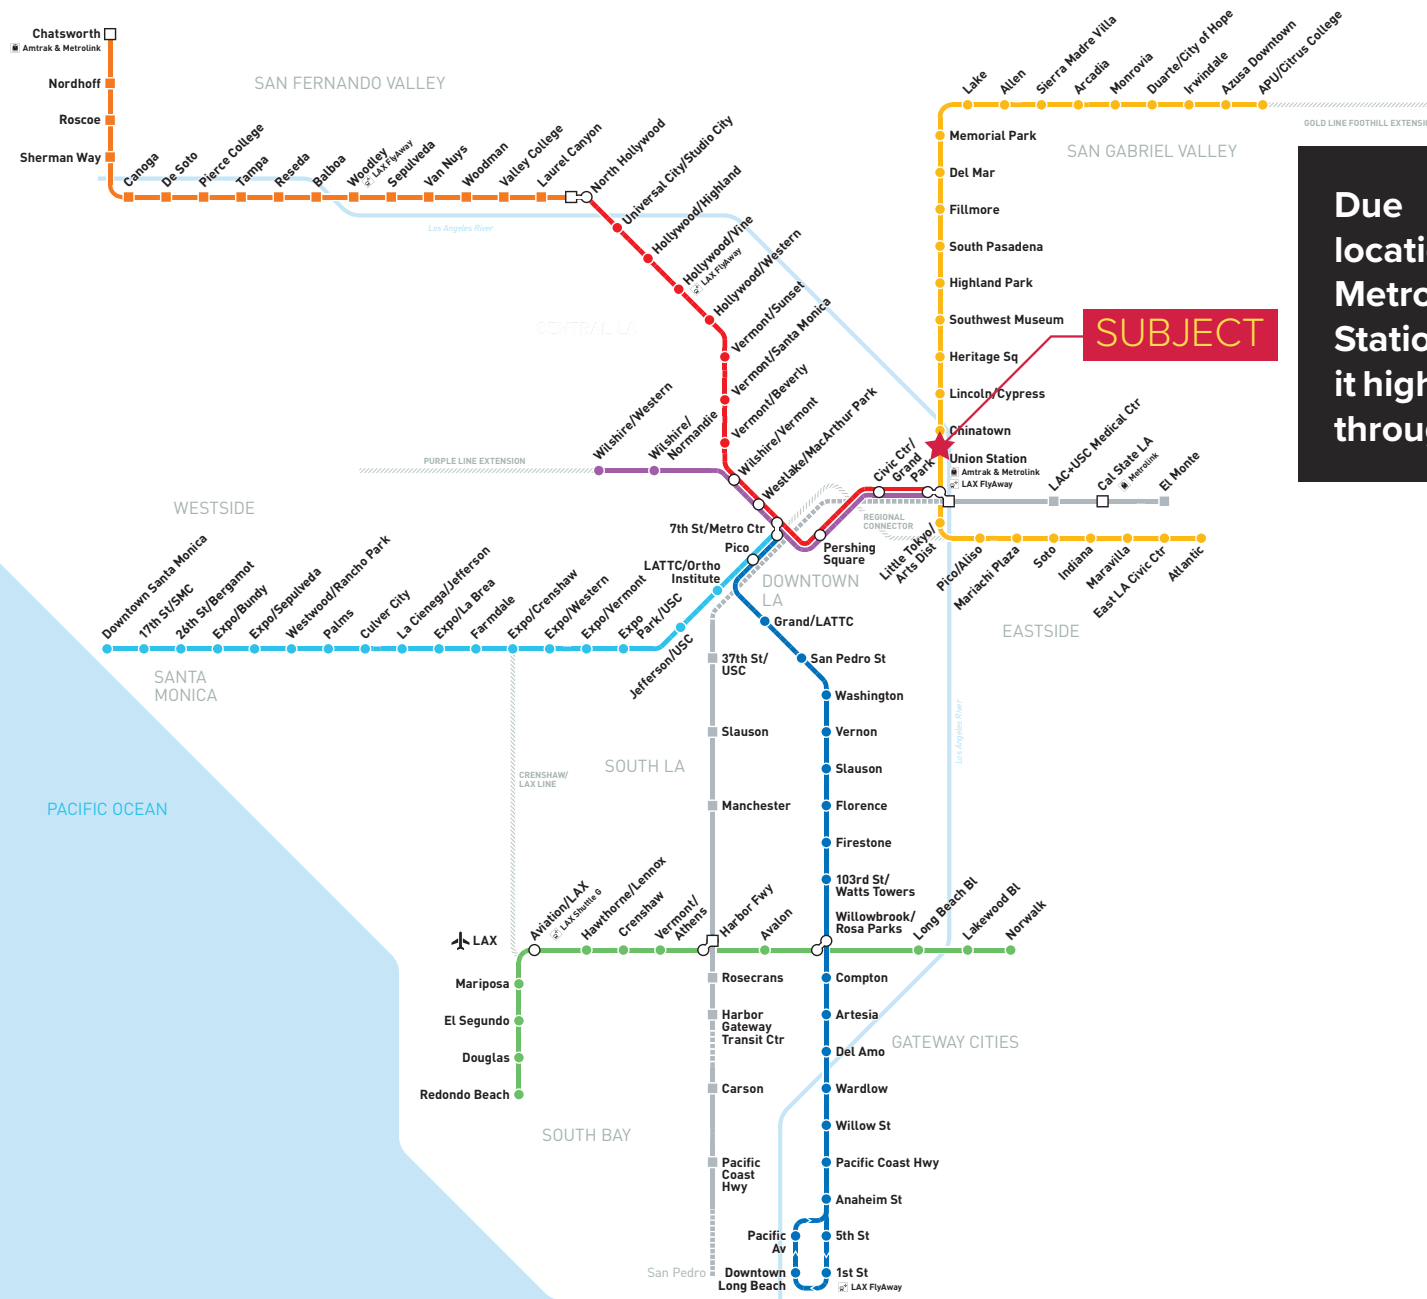 Chatsworth
Amtrak & Metrolink
Nordhoff
Roscoe
Sherman Way
SAN FERNANDO VALLEY
Canoga
De Soto
Pierce College
Tampa
Reseda
Balboa
Woodley
LAX FlyAway
Sepulveda
Van Nuys
Woodman
Valley College
Laurel Canyon
North Hollywood
Los Angeles River
Universal City/Studio City
Hollywood/Highland
Hollywood/Vine
LAX FlyAway
Hollywood/Western
CENTRAL LA
Vermont/Sunset
Vermont/Santa Monica
Vermont/Beverly
Wilshire/Vermont
Westlake/MacArthur Park
Wilshire/Western
Wilshire/
Normandie
PURPLE LINE EXTENSION
Lake
Allen
Sierra Madre Villa
Arcadia
Monrovia
Duarte/City of Hope
Irwindale
Azusa Downtown
APU/Citrus College
GOLD LINE FOOTHILL EXTENSI
SAN GABRIEL VALLEY
Memorial Park
Del Mar
Fillmore
South Pasadena
Highland Park
Southwest Museum
Heritage Sq
Lincoln/Cypress
Chinatown
SUBJECT
Due
locati
Metro
Statio
it high
throug
Union Station
Amtrak & Metrolink
LAX FlyAway
Civic Ctr/
Grand
Park
LAC+USC Medical Ctr
Cal State LA
Metrolink
El Monte
REGIONAL
CONNECTOR
7th St/Metro Ctr
Pico
Pershing
Square
Little Tokyo/
Arts Dist
Pico/Aliso
Mariachi Plaza
Soto
Indiana
Maravilla
East LA Civic Ctr
Atlantic
WESTSIDE
DOWNTOWN
LA
EASTSIDE
LATTC/Ortho
Institute
Downtown Santa Monica
17th St/SMC
26th St/Bergamot
Expo/Bundy
Expo/Sepulveda
Westwood/Rancho Park
Palms
Culver City
La Cienega/Jefferson
Expo/La Brea
Farmdale
Expo/Crenshaw
Expo/Western
Expo/Vermont
Expo
Park/USC
Jefferson/USC
SANTA
MONICA
Grand/LATTC
San Pedro St
Washington
Vernon
Slauson
Florence
Firestone
103rd St/
Watts Towers
Willowbrook/
Rosa Parks
37th St/
USC
Slauson
Manchester
SOUTH LA
CRENSHAW/
LAX LINE
Los Angeles River
PACIFIC OCEAN
LAX
Aviation/LAX
LAX Shuttle G
Hawthorne/Lennox
Crenshaw
Vermont/
Athens
Harbor Fwy
Avalon
Long Beach Bl
Lakewood Bl
Norwalk
Mariposa
El Segundo
Douglas
Redondo Beach
Rosecrans
Harbor
Gateway
Transit Ctr
Carson
Pacific
Coast
Hwy
San Pedro
SOUTH BAY
Compton
Artesia
Del Amo
Wardlow
Willow St
Pacific Coast Hwy
Anaheim St
GATEWAY CITIES
Pacific
Av
5th St
Downtown
Long Beach
1st St
LAX FlyAway